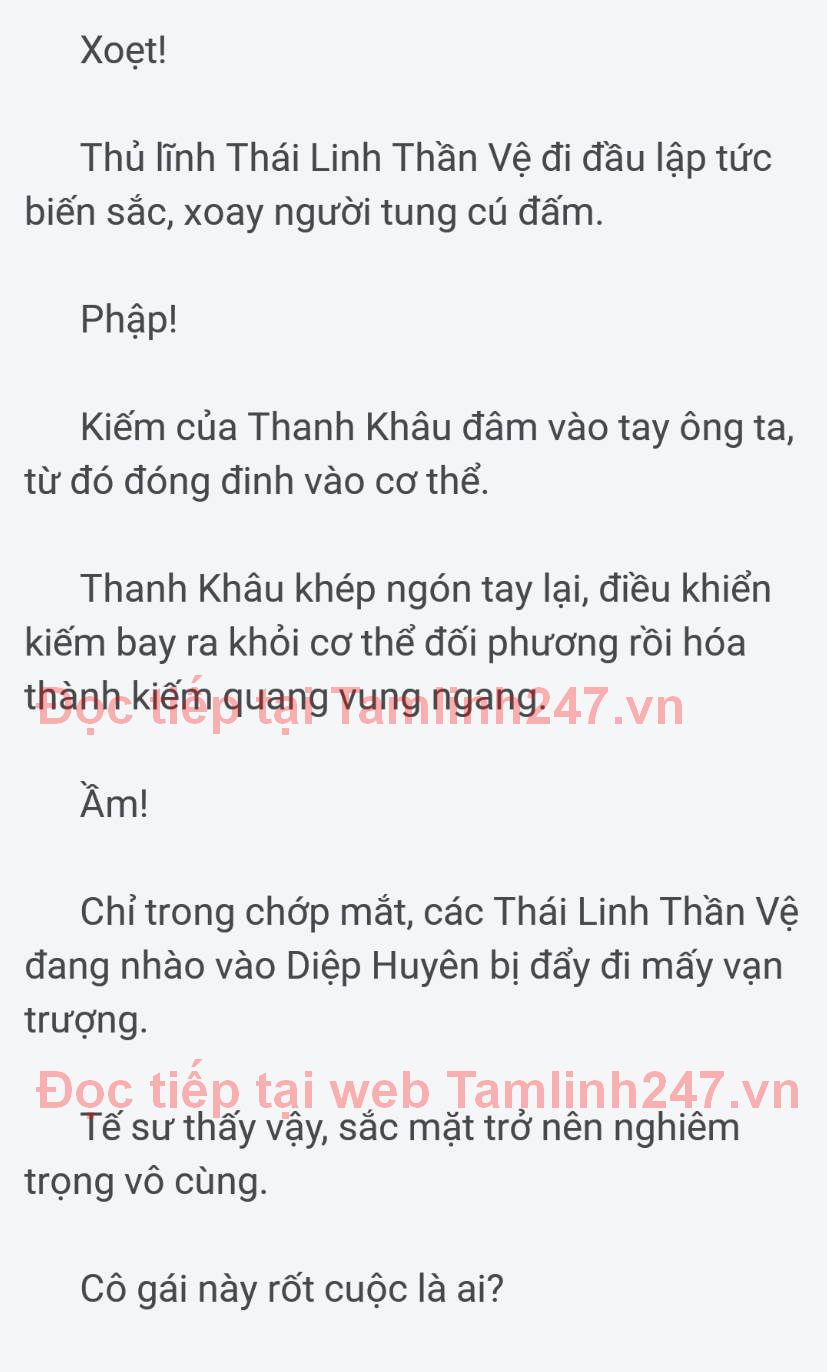 Xoẹt!
Thủ lĩnh Thái Linh Thần Vệ đi đầu lập tức
biến sắc, xoay người tung cú đấm.
Phập!
Kiếm của Thanh Khâu đâm vào tay ông ta,
từ đó đóng đinh vào cơ thể.
Thanh Khâu khép ngón tay lại, điều khiển
kiếm bay ra khỏi cơ thể đối phương rồi hóa
thành kiếm quang vung ngang.
Đọc tiếp tại Tamlinh247.vn
Ầm!
Chỉ trong chớp mắt, các Thái Linh Thần Vệ
đang nhào vào Diệp Huyên bị đẩy đi mấy vạn
trượng.
Đọc tiếp tại web Tamlinh247.vn
Tế sư thấy vậy, sắc mặt trở nên nghiêm
trọng vô cùng.
Cô gái này rốt cuộc là ai?